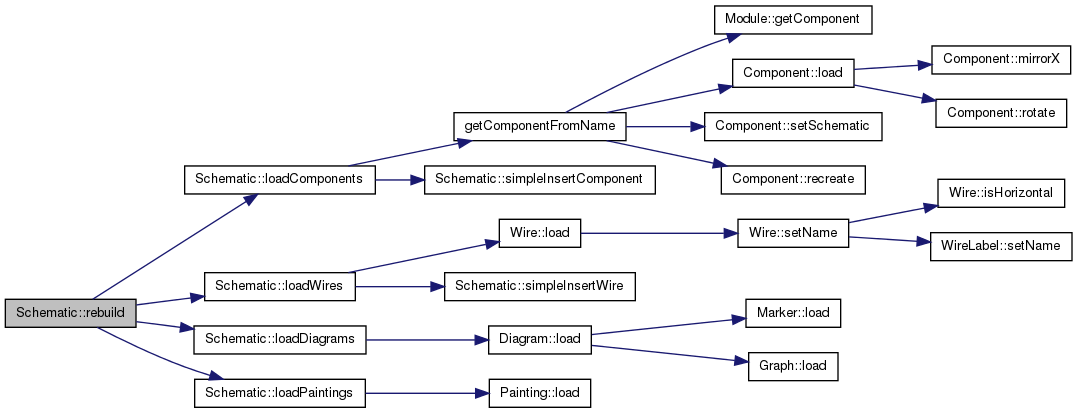 Module::getComponent
Component::mirrorX
Component::load
Component::rotate
getComponentFromName
Component::setSchematic
Schematic::loadComponents
Schematic::simpleInsertComponent
Component::recreate
Wire::isHorizontal
Wire::load
Wire::setName
WireLabel::setName
Schematic::loadWires
Schematic::simpleInsertWire
Schematic::rebuild
Marker::load
Schematic::loadDiagrams
Diagram::load
Graph::load
Schematic::loadPaintings
Painting::load